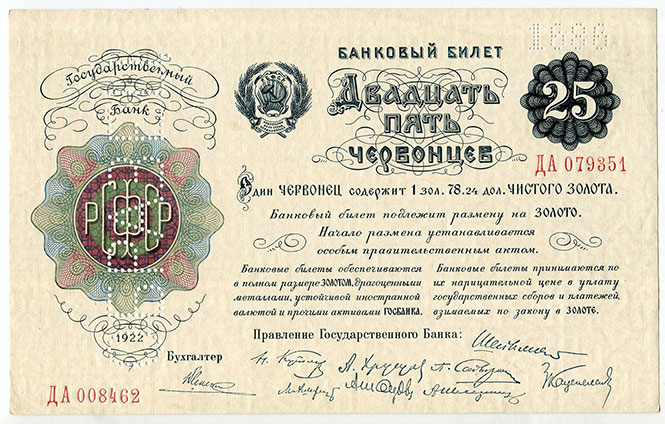 Государственный
Банк
РСФСР
1922
1686
БАНКОВЫЙ БИЛЕТ
25
ДВАДЦАТЬ
ПЯТЬ
ЧЕРВОНЦЕВ
ДА 079351
Один ЧЕРВОНЕЦ содержит 1 зол. 78.24 дол. ЧИСТОГО ЗОЛОТА.
Банковый билет подлежит размену на ЗОЛОТО.
Начало размена устанавливается
особым правительственным актом.
Банковые билеты обеспечиваются
в полном размере ЗОЛОТОМ, драгоценными
металлами, устойчивой иностранной
валютой и прочими активами ГОСБАНКА.
Банковые билеты принимаются по
их нарицательной цене в уплату
государственных сборов и платежей,
взимаемых по закону в ЗОЛОТЕ.
Правление Государственного Банка:
Бухгалтер
ДА 008462